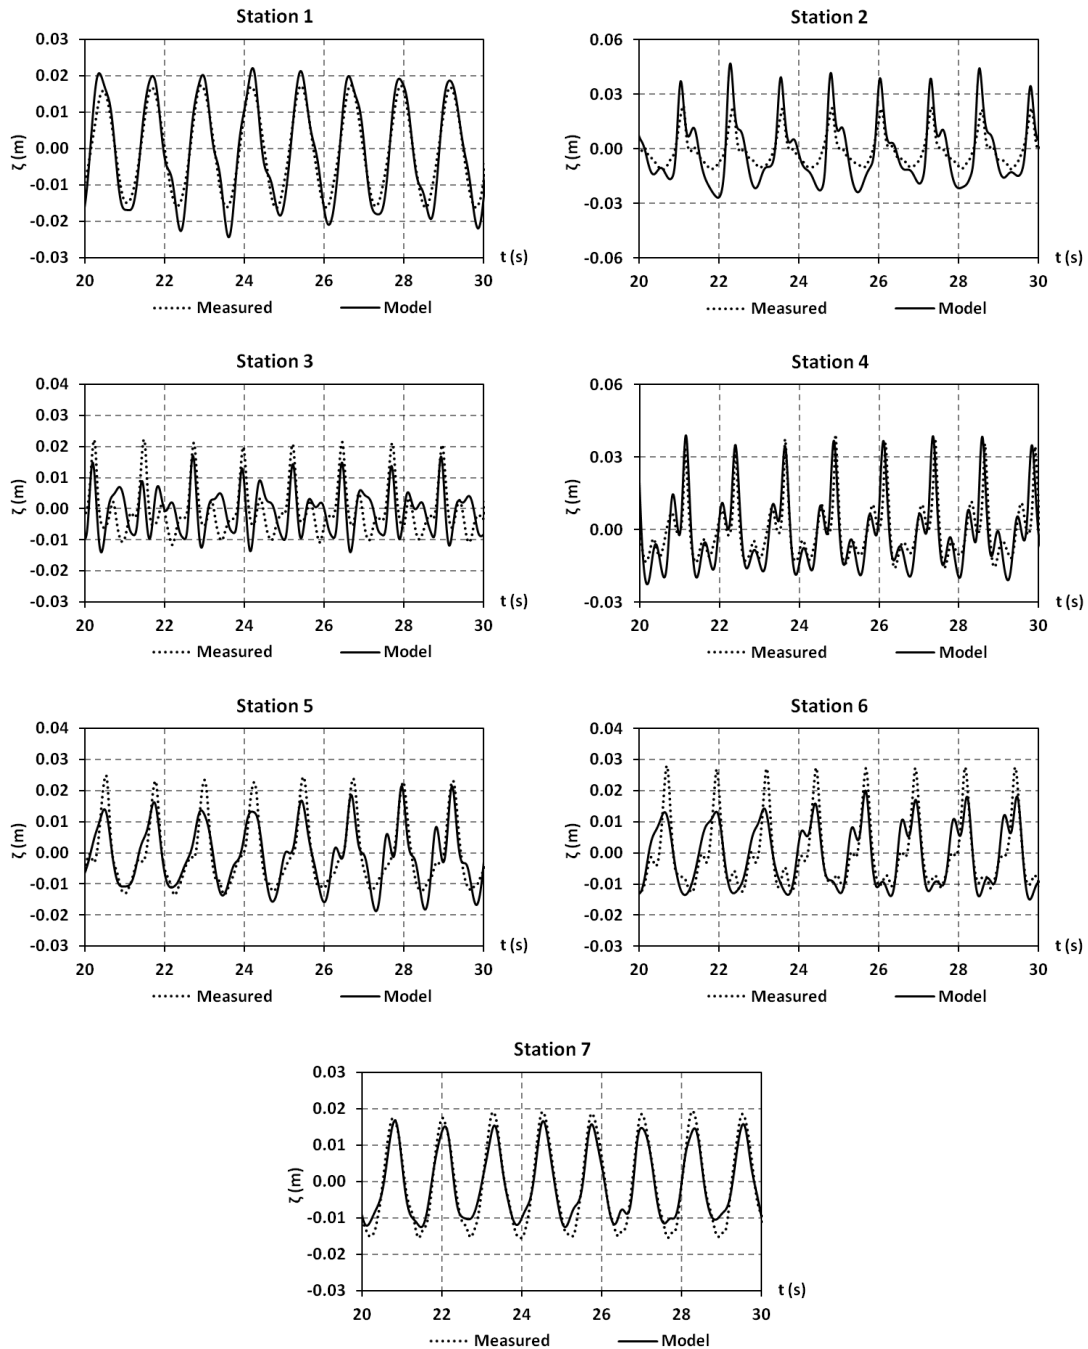 Station 1
0.03
0.02
0.01
0.00
-0.01
-0.02
-0.03
ζ (m)
t (s)
20 22 24 26 28 30
Measured Model
Station 2
0.06
0.03
0.00
-0.03
-0.06
ζ (m)
t (s)
20 22 24 26 28 30
Measured Model
Station 3
0.04
0.03
0.02
0.01
0.00
-0.01
-0.02
-0.03
ζ (m)
t (s)
20 22 24 26 28 30
Measured Model
Station 4
0.06
0.03
0.00
-0.03
ζ (m)
t (s)
20 22 24 26 28 30
Measured Model
Station 5
0.04
0.03
0.02
0.01
0.00
-0.01
-0.02
-0.03
ζ (m)
t (s)
20 22 24 26 28 30
Measured Model
Station 6
0.04
0.03
0.02
0.01
0.00
-0.01
-0.02
-0.03
ζ (m)
t (s)
20 22 24 26 28 30
Measured Model
Station 7
0.03
0.02
0.01
0.00
-0.01
-0.02
-0.03
ζ (m)
t (s)
20 22 24 26 28 30
Measured Model